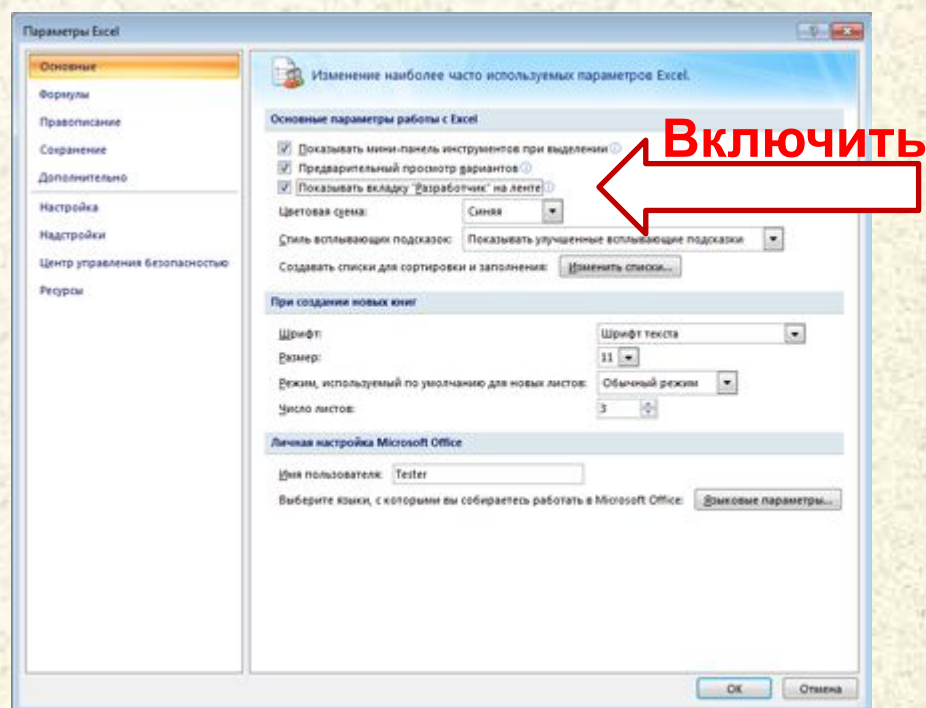 Параметры Excel
Основные
Формулы
Правописание
Сохранение
Дополнительно
Настройка
Надстройки
Центр управления безопасностью
Ресурсы
Изменение наиболее часто используемых параметров Excel.
Основные параметры работы с Excel
Показывать мини-панель инструментов при выделении
Предварительный просмотр вариантов
Показывать вкладку "Разработчик" на ленте
Включить
Цветовая схема: Синяя
Стиль всплывающих подсказок: Показывать улучшенные всплывающие подсказки
Создавать списки для сортировки и заполнения: Изменить списки...
При создании новых книг
Шрифт: Шрифт текста
Размер: 11
Режим, используемый по умолчанию для новых листов: Обычный режим
Число листов: 3
Личная настройка Microsoft Office
Имя пользователя: Tester
Выберите языки, с которыми вы собираетесь работать в Microsoft Office: Языковые параметры...
ОК Отмена